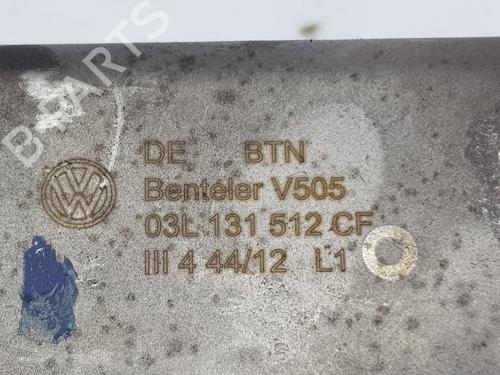 B-PARTS
DE BTN
Benteler V505
03L 131 512 CF
III 4 44/12 L1